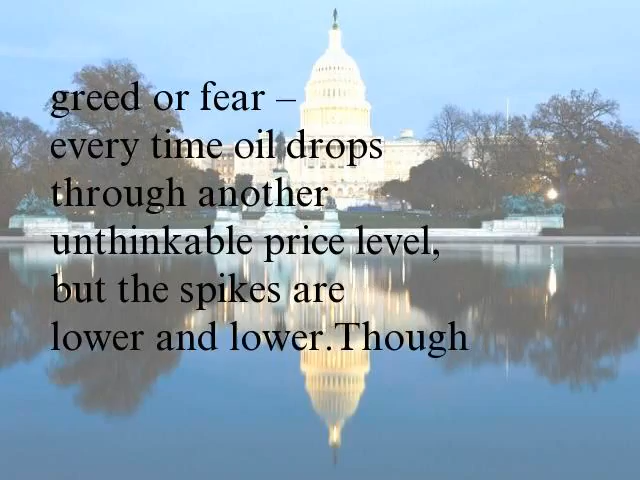 greed or fear –
every time oil drops
through another
unthinkable price level,
but the spikes are
lower and lower.Though